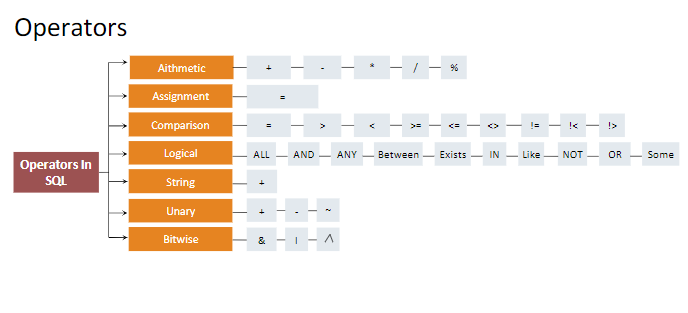 Operators
Aithmetic + - * / %
Assignment =
Comparison = > < >= <= <> != !< !>
Logical ALL AND ANY Between Exists IN Like NOT OR Some
Operators In
SQL
String +
Unary + - ~
Bitwise & | ^